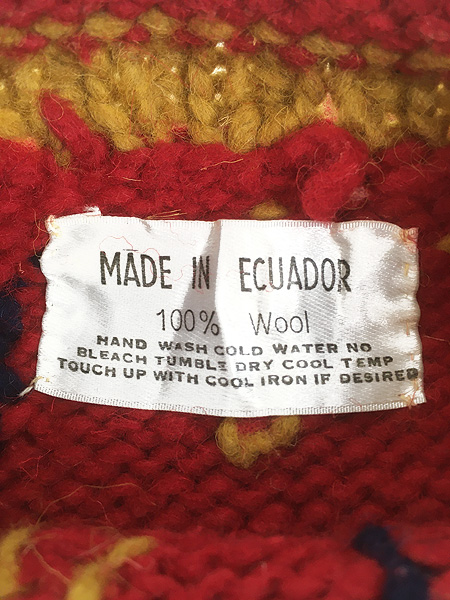 MADE IN ECUADOR
100% Wool
HAND WASH COLD WATER NO
BLEACH TUMBLE DRY COOL TEMP
TOUCH UP WITH COOL IRON IF DESIRED